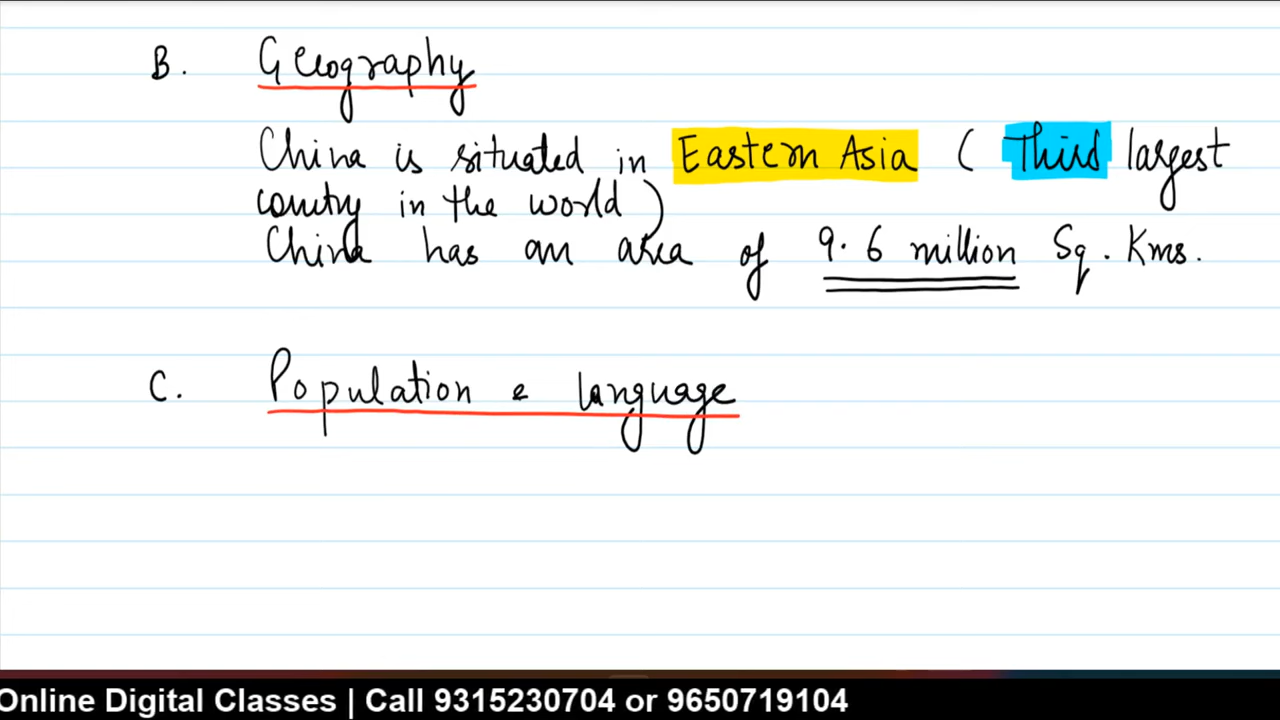 B. Geography
China is situated in Eastern Asia ( Third largest
country in the world )
China has an area of 9.6 million Sq. Kms.
C. Population & language
Online Digital Classes | Call 9315230704 or 9650719104